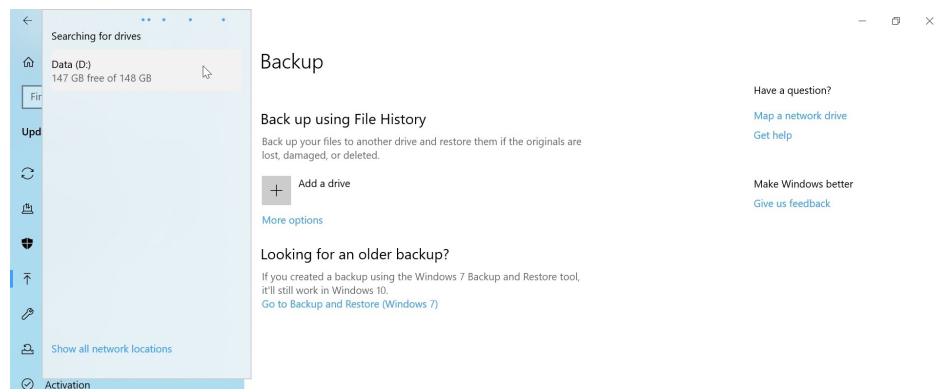 Searching for drives
Data (D:)
147 GB free of 148 GB
Fin
Upd
Show all network locations
Activation
Backup
Back up using File History
Back up your files to another drive and restore them if the originals are
lost, damaged, or deleted.
Add a drive
More options
Looking for an older backup?
If you created a backup using the Windows 7 Backup and Restore tool,
it'll still work in Windows 10.
Go to Backup and Restore (Windows 7)
Have a question?
Map a network drive
Get help
Make Windows better
Give us feedback